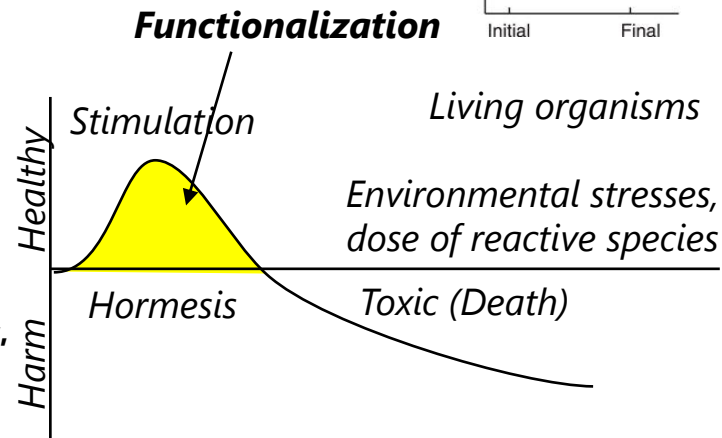 Functionalization
Initial Final
Stimulation
Living organisms
Healthy
Environmental stresses,
dose of reactive species
Hormesis
Toxic (Death)
Harm